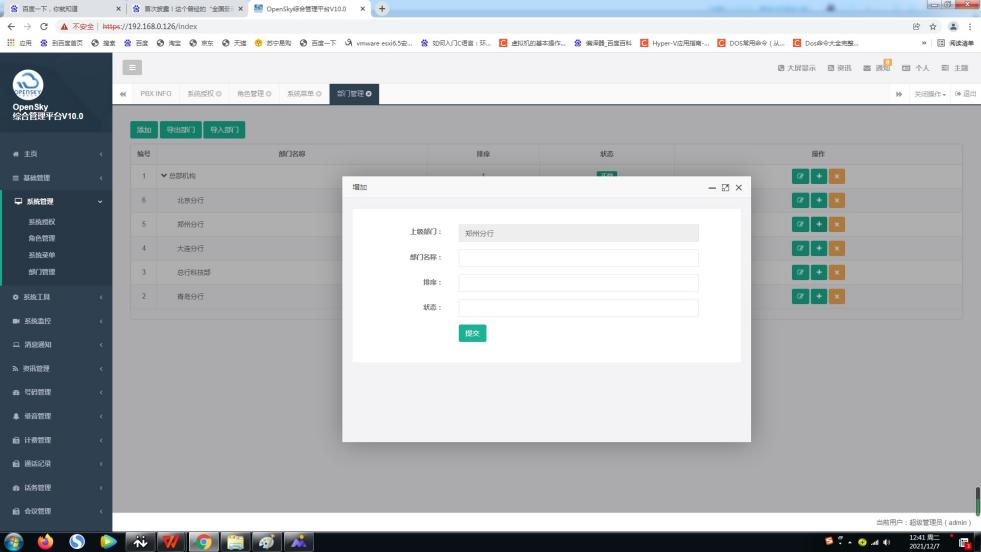 百度一下，你就知道
OpenSky综合管理平台V10.0
不安全 | https://192.168.0.126/index
应用
到百度首页
搜索
百度
淘宝
京东
天猫
苏宁易购
百度一下
vmware esxi6.5安...
如何入门C语言：环...
虚拟机的基本操作...
编译器_百度百科
Hyper-V应用指南-...
DOS常用命令（从...
Dos命令大全完整...
»
阅读清单
OPENSKY
OpenSky
综合管理平台V10.0
大屏显示
资讯
通知
个人
主题
PBX INFO
系统授权
角色管理
系统菜单
部门管理
关闭操作
退出
主页
基础管理
系统管理
系统授权
角色管理
系统菜单
部门管理
系统工具
系统监控
消息通知
资讯管理
号码管理
录音管理
计费管理
通话记录
话务管理
会议管理
添加
导出部门
导入部门
编号 部门名称 排序 状态 操作
1 总部机构
6 北京分行
5 郑州分行
4 大连分行
3 总行科技部
2 青岛分行
增加
上级部门： 郑州分行
部门名称：
排序：
状态：
提交
当前用户：超级管理员（admin）
12:41 周二
2021/12/7